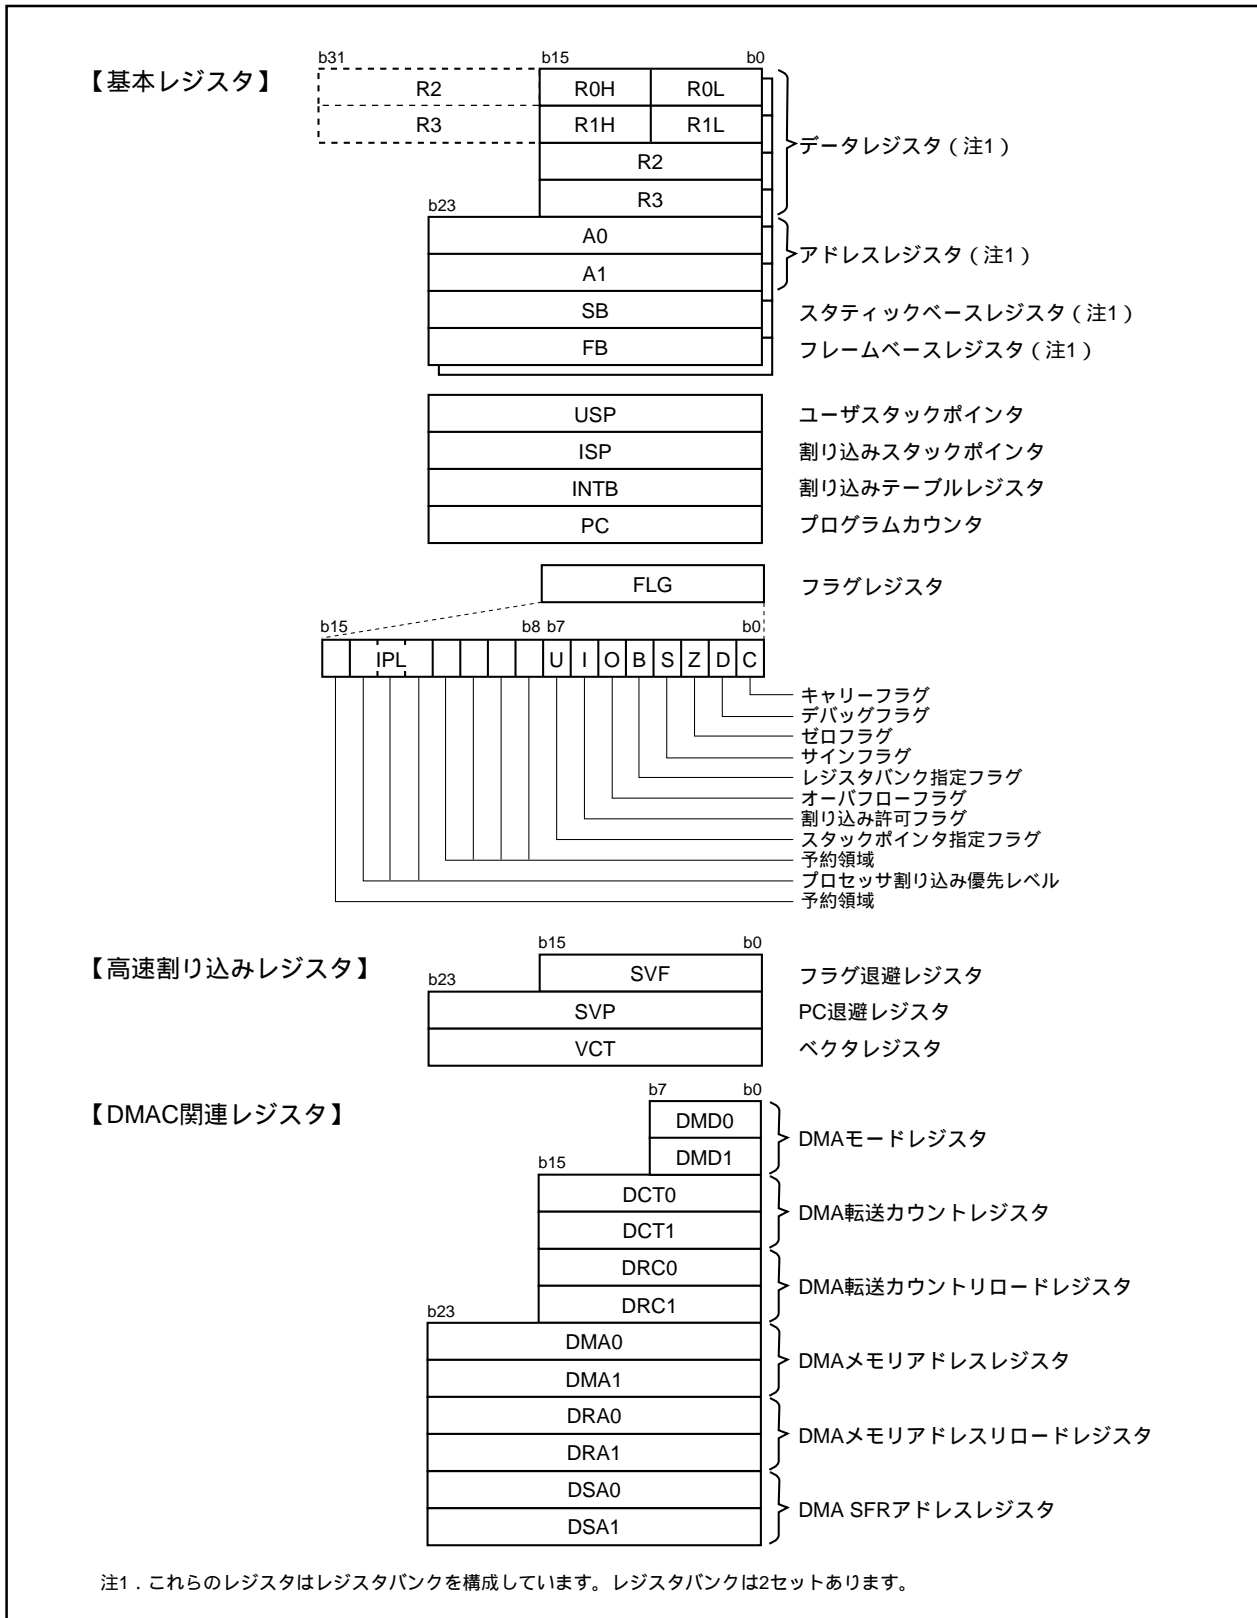 【基本レジスタ】
b31 b15 b0
R2 R0H R0L
R3 R1H R1L
データレジスタ（注1）
R2
R3
b23
A0
アドレスレジスタ（注1）
A1
SB スタティックベースレジスタ（注1）
FB フレームベースレジスタ（注1）
USP ユーザスタックポインタ
ISP 割り込みスタックポインタ
INTB 割り込みテーブルレジスタ
PC プログラムカウンタ
FLG フラグレジスタ
b15 b8 b7 b0
IPL U I O B S Z D C
キャリーフラグ
デバッグフラグ
ゼロフラグ
サインフラグ
レジスタバンク指定フラグ
オーバフローフラグ
割り込み許可フラグ
スタックポインタ指定フラグ
予約領域
プロセッサ割り込み優先レベル
予約領域
【高速割り込みレジスタ】
b15 b0
SVF フラグ退避レジスタ
b23
SVP PC退避レジスタ
VCT ベクタレジスタ
【DMAC関連レジスタ】
b7 b0
DMD0
DMAモードレジスタ
DMD1
b15
DCT0
DMA転送カウントレジスタ
DCT1
DRC0
DMA転送カウントリロードレジスタ
DRC1
b23
DMA0
DMAメモリアドレスレジスタ
DMA1
DRA0
DMAメモリアドレスリロードレジスタ
DRA1
DSA0
DMA SFRアドレスレジスタ
DSA1
注1．これらのレジスタはレジスタバンクを構成しています。レジスタバンクは2セットあります。